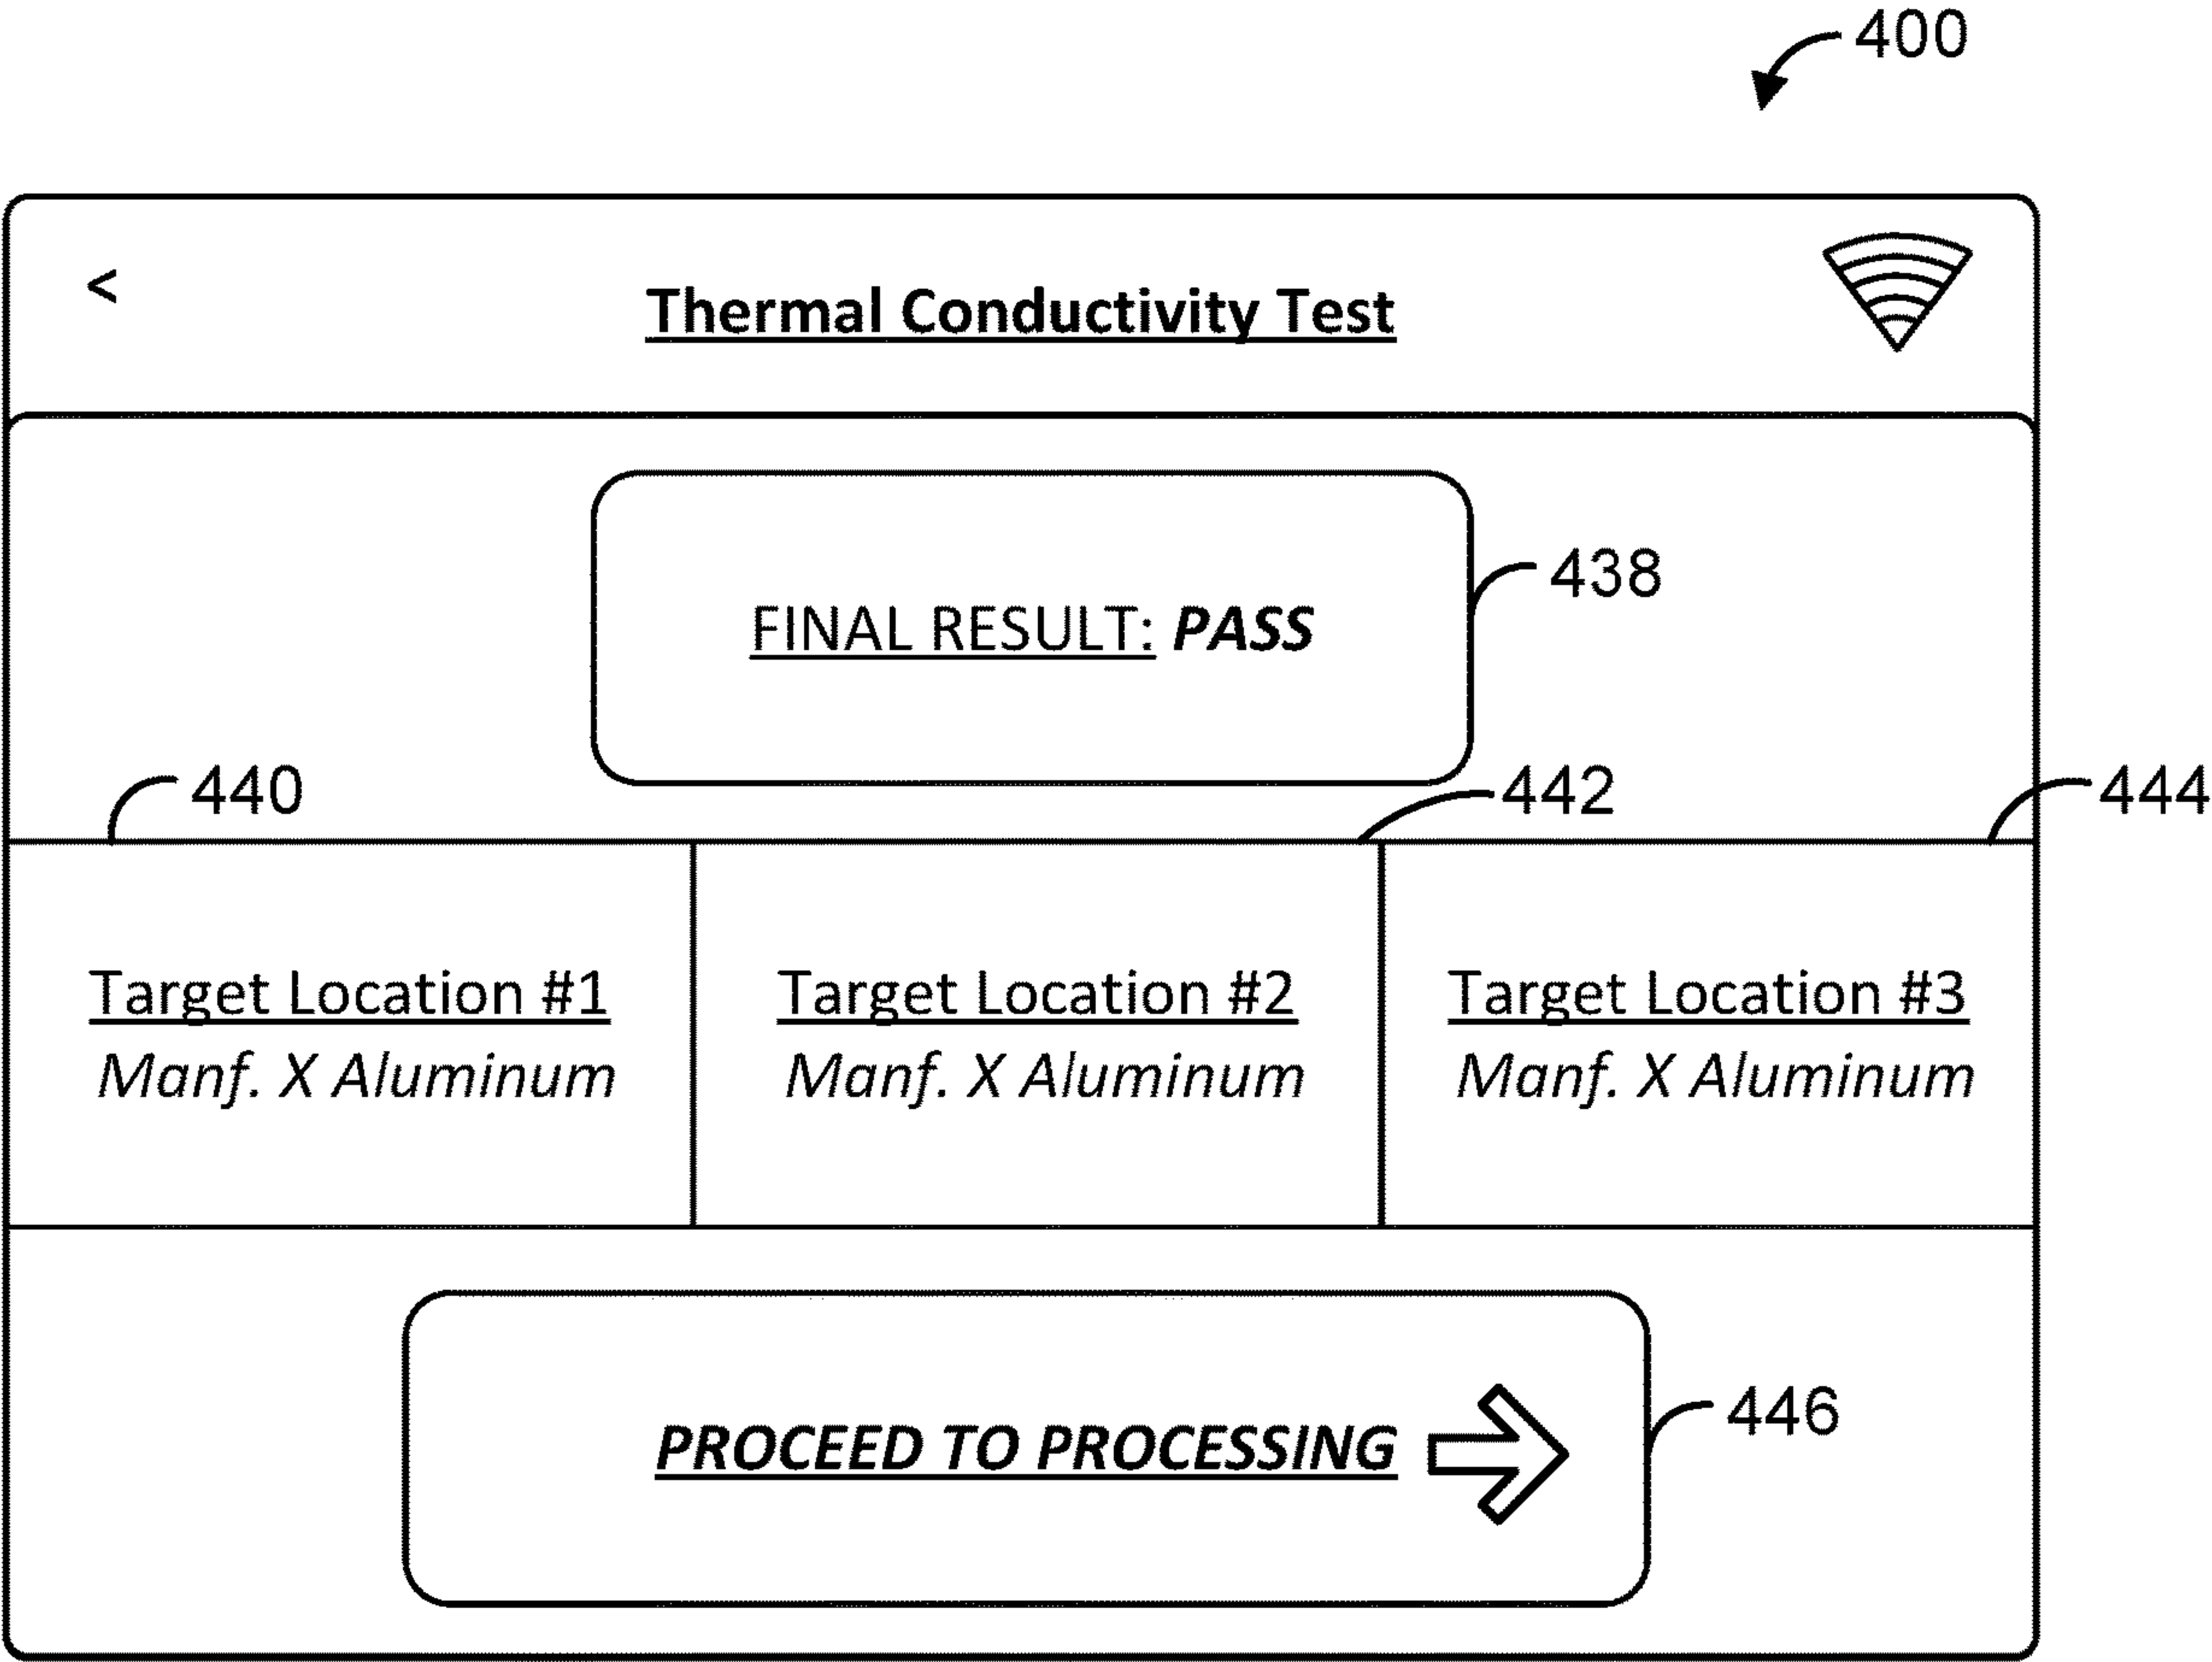 400
<
Thermal Conductivity Test
FINAL RESULT: PASS
438
440
442
444
Target Location #1
Manf. X Aluminum
Target Location #2
Manf. X Aluminum
Target Location #3
Manf. X Aluminum
PROCEED TO PROCESSING
446